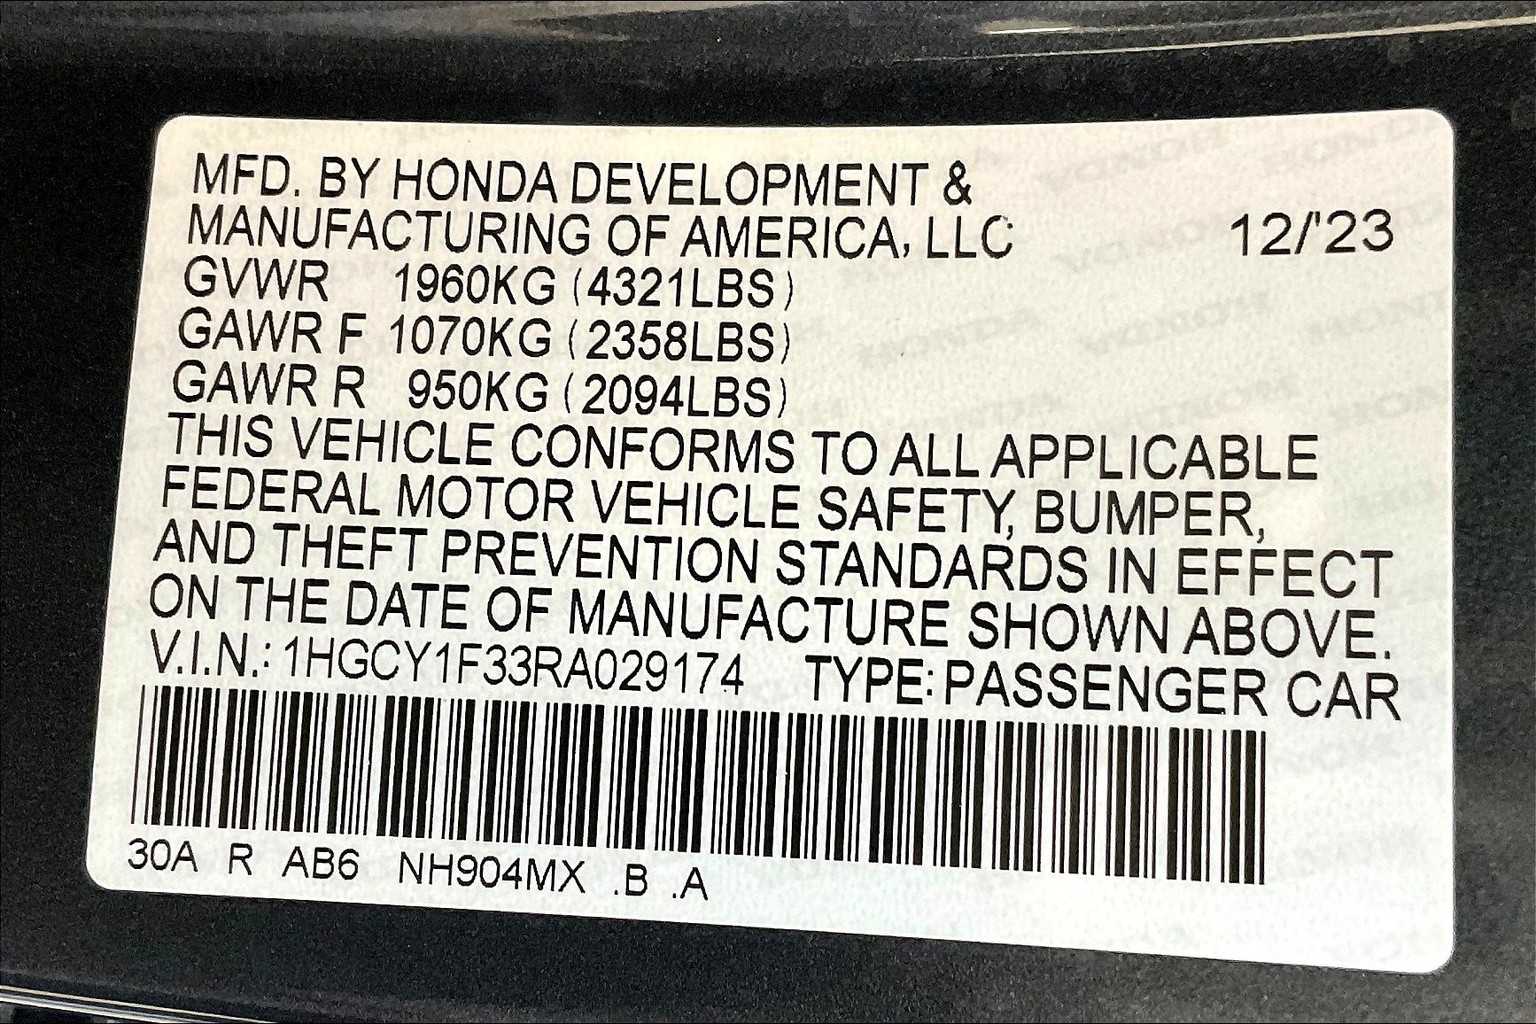 MFD. BY HONDA DEVELOPMENT &
MANUFACTURING OF AMERICA, LLC 12/'23
GVWR 1960KG (4321LBS)
GAWR F 1070KG (2358LBS)
GAWR R 950KG (2094LBS)
THIS VEHICLE CONFORMS TO ALL APPLICABLE
FEDERAL MOTOR VEHICLE SAFETY, BUMPER,
AND THEFT PREVENTION STANDARDS IN EFFECT
ON THE DATE OF MANUFACTURE SHOWN ABOVE.
V.I.N.: 1HGCY1F33RA029174 TYPE: PASSENGER CAR
30A R AB6 NH904MX .B .A